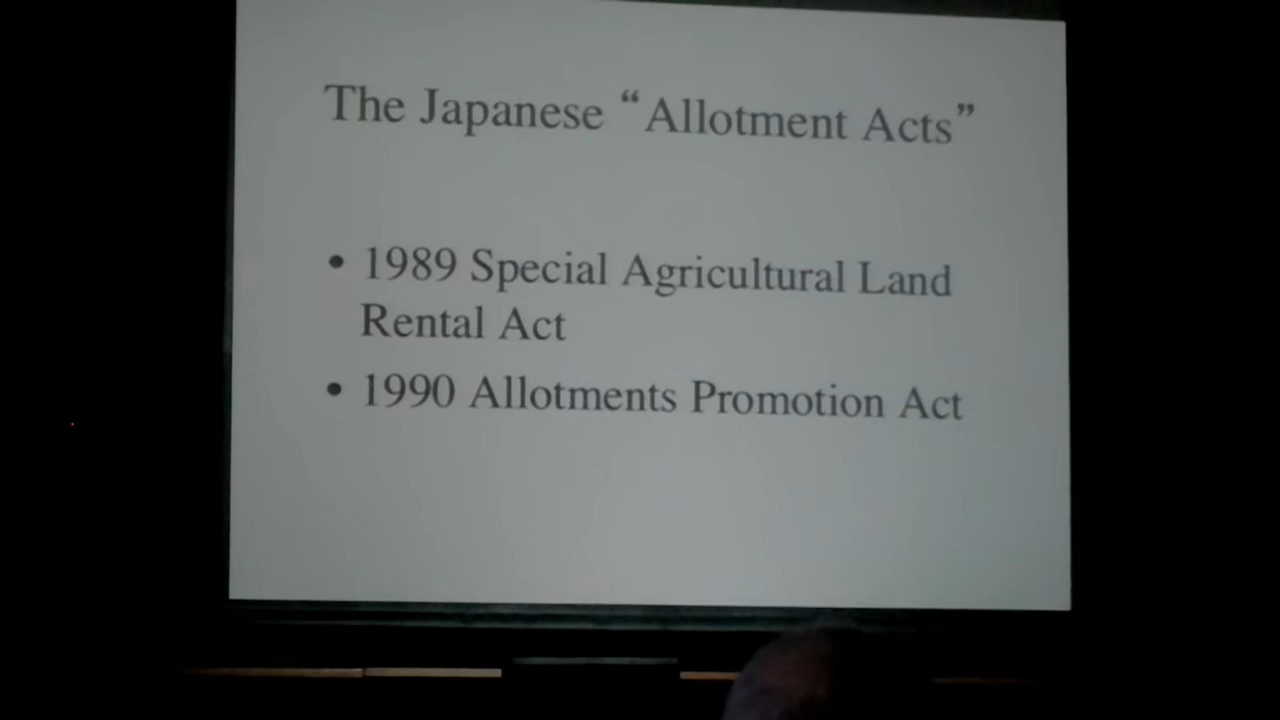 The Japanese “Allotment Acts”
• 1989 Special Agricultural Land
Rental Act
• 1990 Allotments Promotion Act